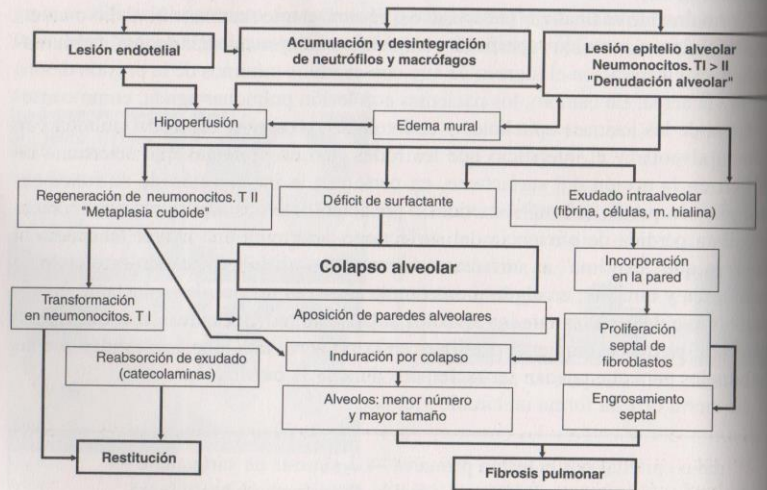 Lesión endotelial
Acumulación y desintegración
de neutrófilos y macrófagos
Lesión epitelio alveolar
Neumonocitos. TI > II
"Denudación alveolar"
Hipoperfusión
Edema mural
Regeneración de neumonocitos. T II
"Metaplasia cuboide"
Déficit de surfactante
Exudado intraalveolar
(fibrina, células, m. hialina)
Colapso alveolar
Incorporación
en la pared
Transformación
en neumonocitos. T I
Aposición de paredes alveolares
Proliferación
septal de
fibroblastos
Reabsorción de exudado
(catecolaminas)
Induración por colapso
Alveolos: menor número
y mayor tamaño
Engrosamiento
septal
Restitución
Fibrosis pulmonar